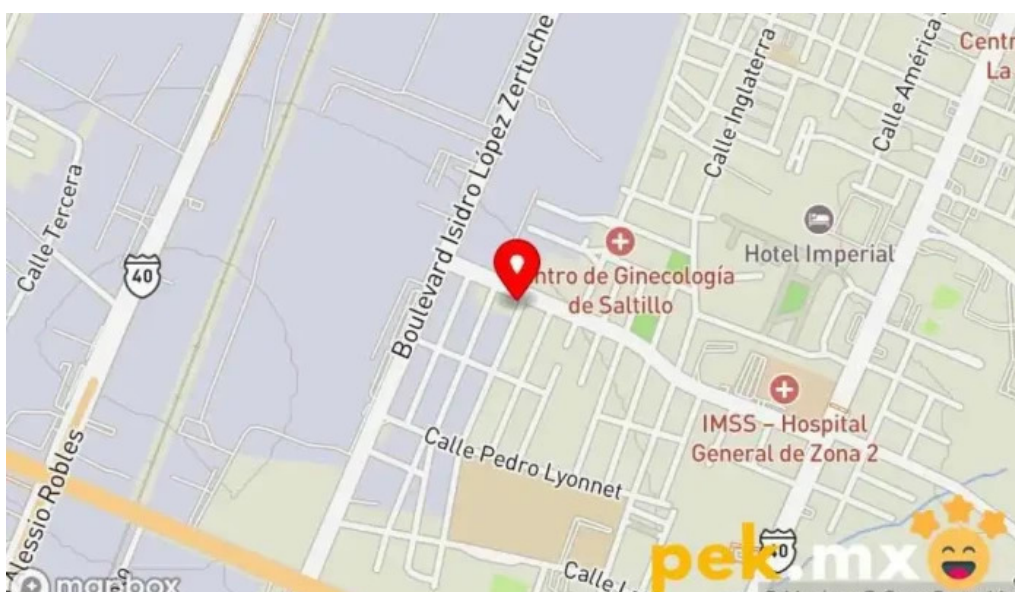 Calle Tercera
40
Boulevard Isidro López Zertuche
Calle Inglaterra
Calle América
Centr
La
Hotel Imperial
ntro de Ginecología
de Saltillo
IMSS - Hospital
General de Zona 2
Calle Pedro Lyonnet
Alessio Robles
Calle L
40
pek.mx
mapbox